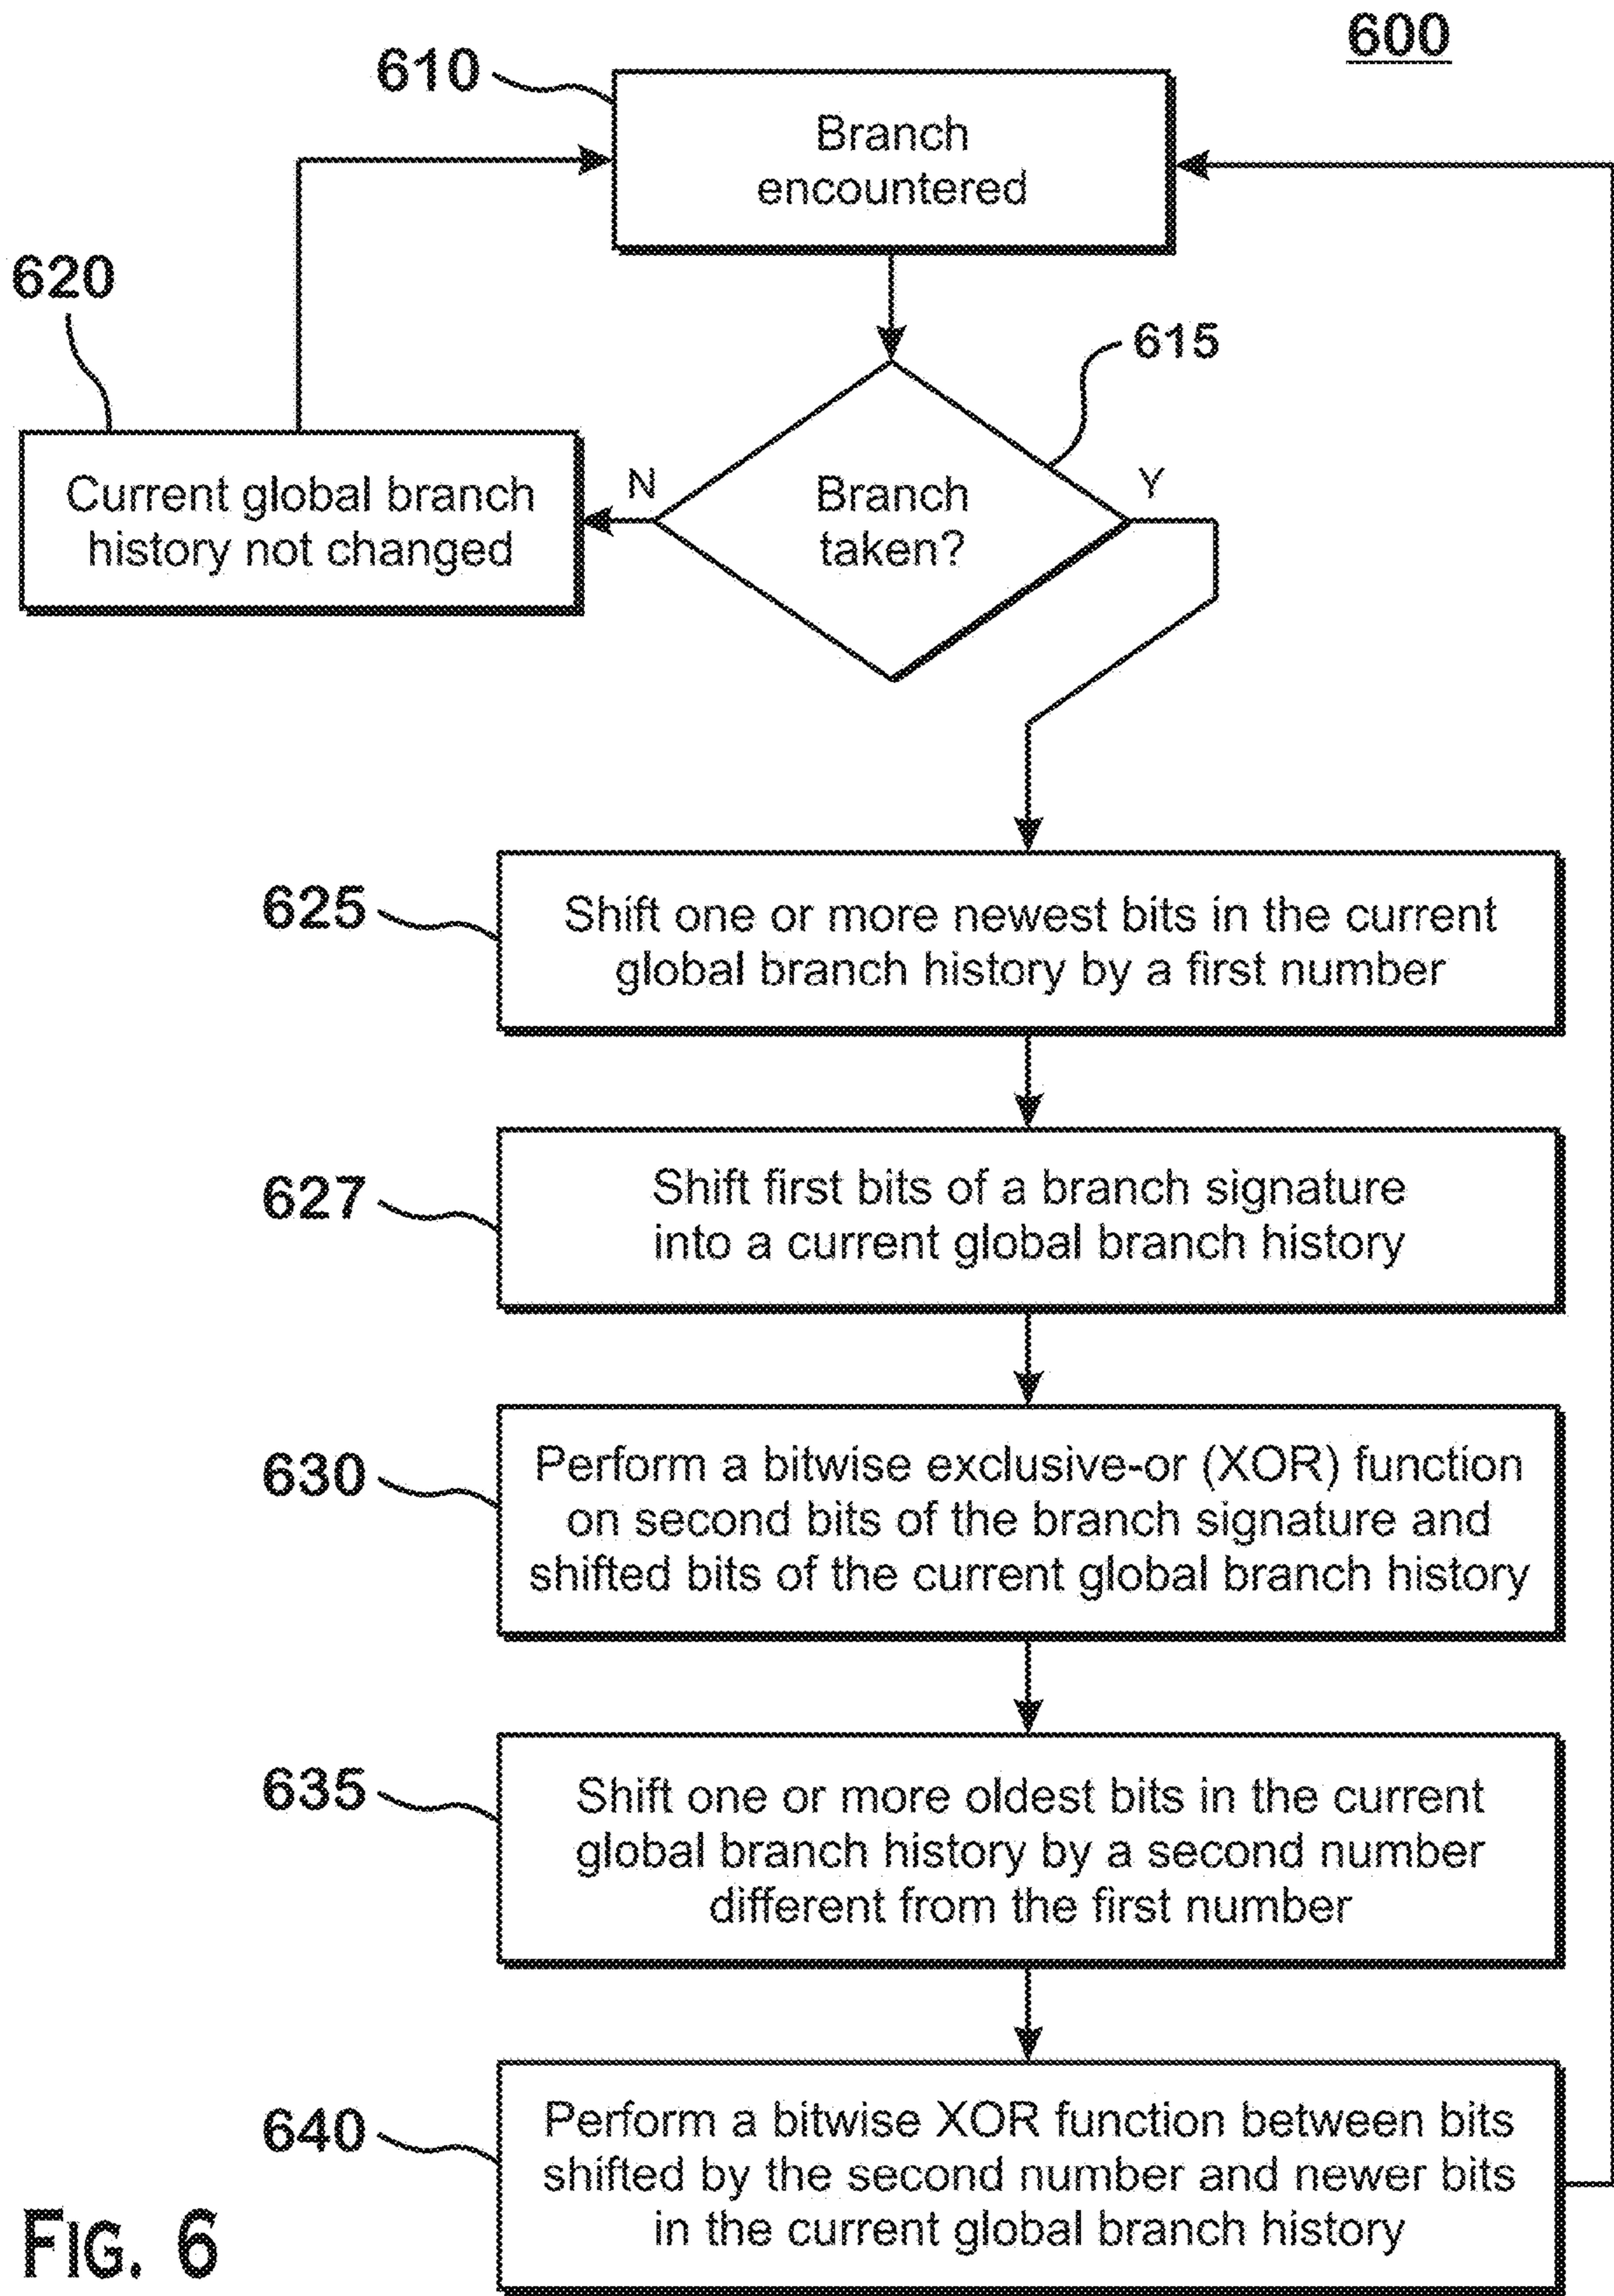 600
610
Branch
encountered
620
615
Current global branch
history not changed
N
Branch
taken?
Y
625
Shift one or more newest bits in the current
global branch history by a first number
627
Shift first bits of a branch signature
into a current global branch history
630
Perform a bitwise exclusive-or (XOR) function
on second bits of the branch signature and
shifted bits of the current global branch history
635
Shift one or more oldest bits in the current
global branch history by a second number
different from the first number
640
Perform a bitwise XOR function between bits
shifted by the second number and newer bits
in the current global branch history
FIG. 6